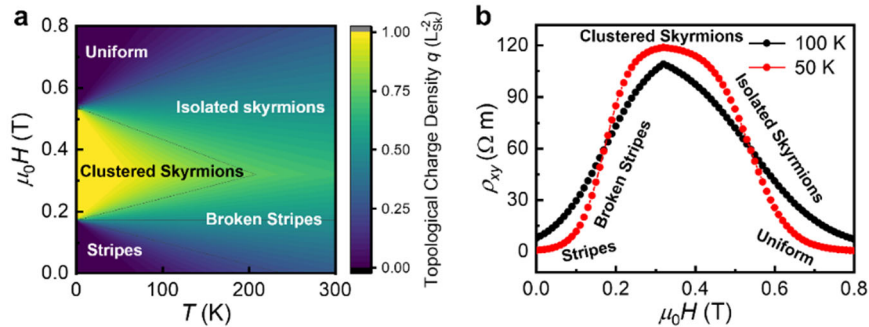 a
0.8
0.6
0.4
0.2
0.0
μ₀H (T)
Uniform
Isolated skyrmions
Clustered Skyrmions
Broken Stripes
Stripes
0
100
200
300
T (K)
1.00
0.75
0.50
0.25
0.00
Topological Charge Density q (L_Sk^-2)
b
120
90
60
30
0
ρxy (Ω m)
Clustered Skyrmions
100 K
50 K
Isolated Skyrmions
Broken Stripes
Stripes
Uniform
0.0
0.2
0.4
0.6
0.8
μ₀H (T)